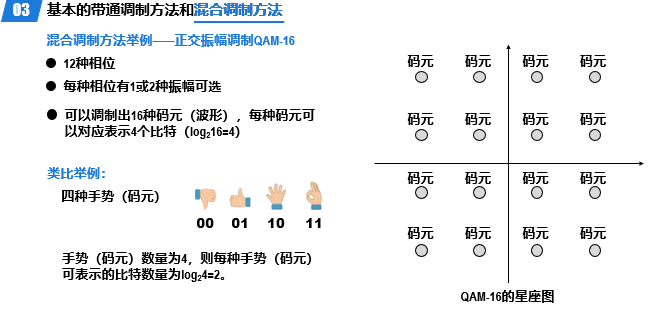 03 基本的带通调制方法和混合调制方法
混合调制方法举例——正交振幅调制QAM-16
● 12种相位
● 每种相位有1或2种振幅可选
● 可以调制出16种码元（波形），每种码元可
以对应表示4个比特（log₂16=4）
类比举例：
四种手势（码元）
00 01 10 11
手势（码元）数量为4，则每种手势（码元）
可表示的比特数量为log₂4=2。
码元 码元 码元 码元
码元 码元 码元 码元
码元 码元 码元 码元
码元 码元 码元 码元
QAM-16的星座图